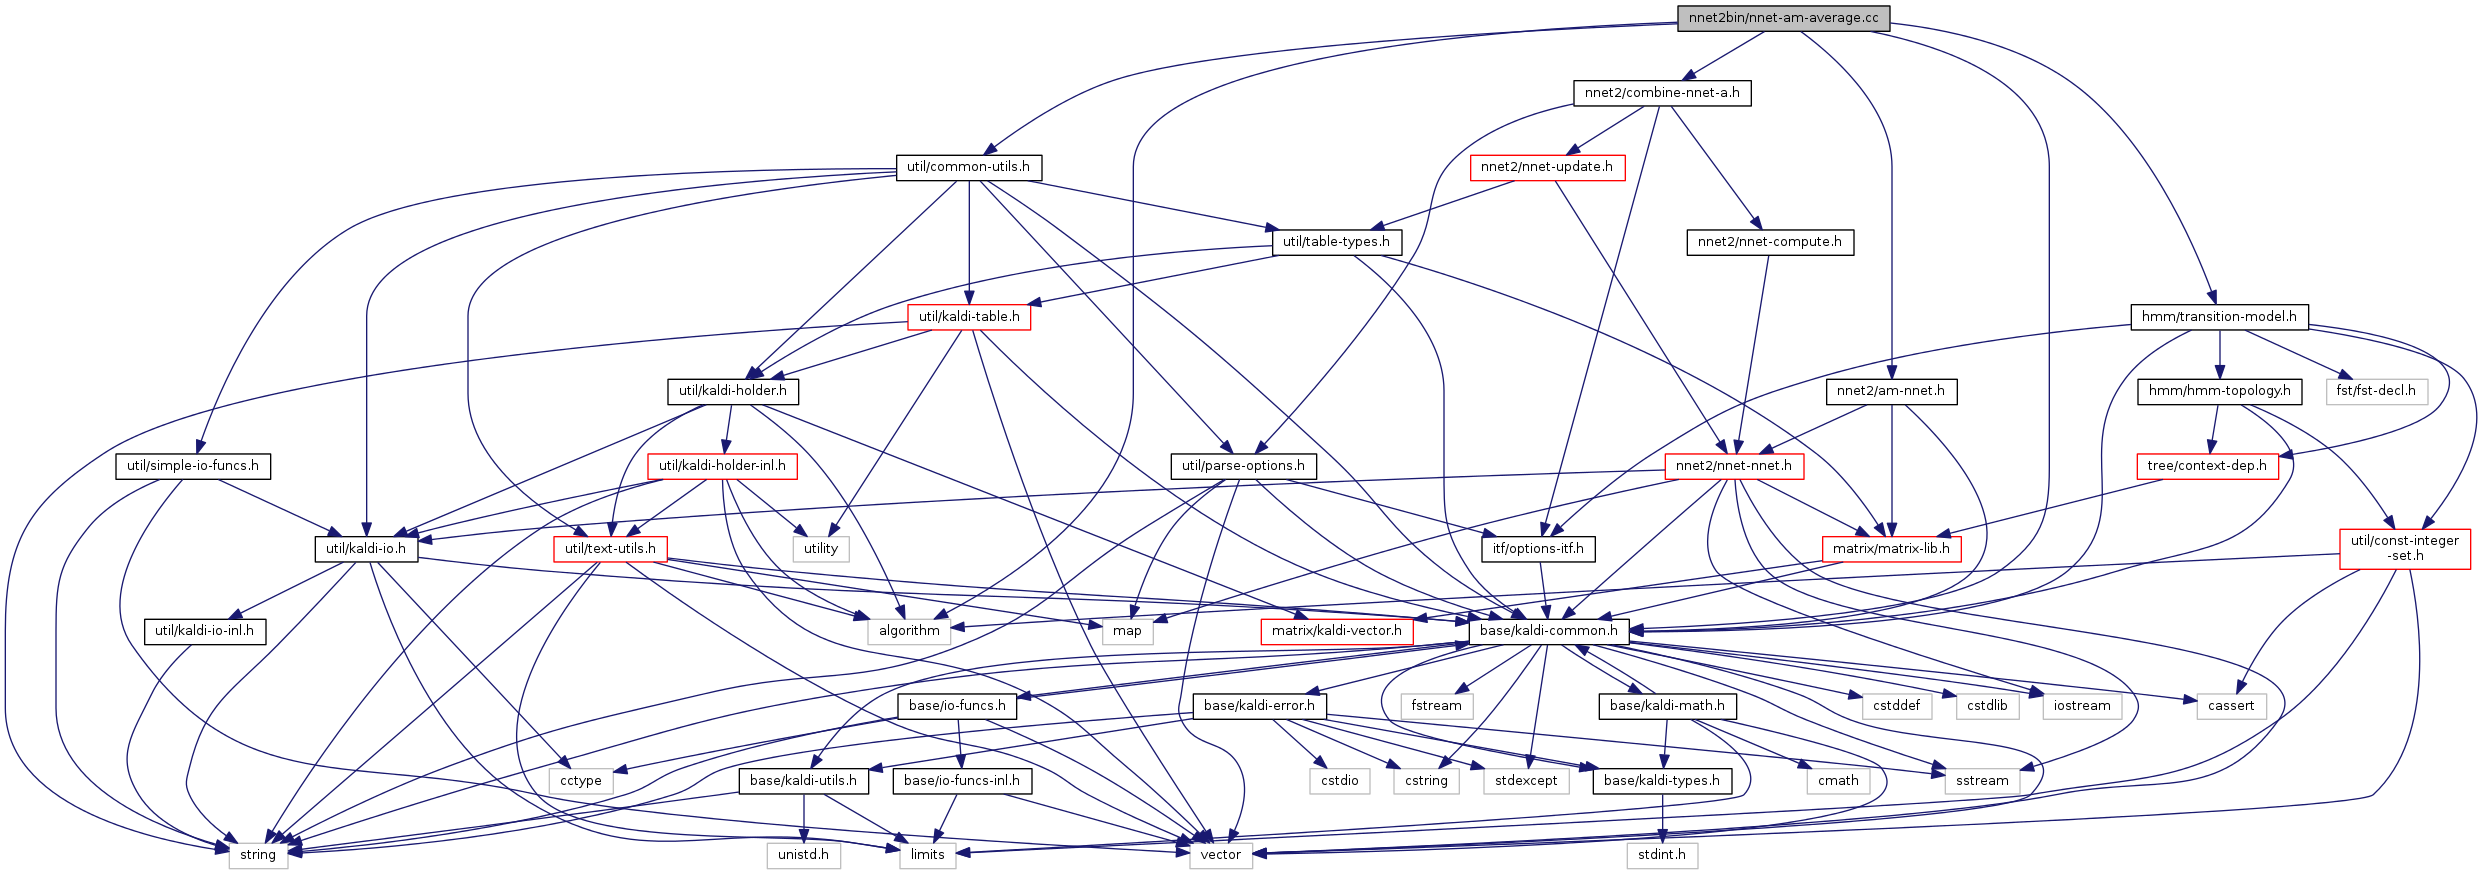 nnet2bin/nnet-am-average.cc
nnet2/combine-nnet-a.h
util/common-utils.h
nnet2/nnet-update.h
util/table-types.h
nnet2/nnet-compute.h
util/kaldi-table.h
hmm/transition-model.h
util/kaldi-holder.h
nnet2/am-nnet.h
hmm/hmm-topology.h
fst/fst-decl.h
util/simple-io-funcs.h
util/kaldi-holder-inl.h
util/parse-options.h
nnet2/nnet-nnet.h
tree/context-dep.h
util/kaldi-io.h
util/text-utils.h
utility
itf/options-itf.h
matrix/matrix-lib.h
util/const-integer
-set.h
util/kaldi-io-inl.h
algorithm
map
matrix/kaldi-vector.h
base/kaldi-common.h
base/io-funcs.h
base/kaldi-error.h
fstream
base/kaldi-math.h
cstddef
cstdlib
iostream
cassert
cctype
base/kaldi-utils.h
base/io-funcs-inl.h
cstdio
cstring
stdexcept
base/kaldi-types.h
cmath
sstream
string
unistd.h
limits
vector
stdint.h